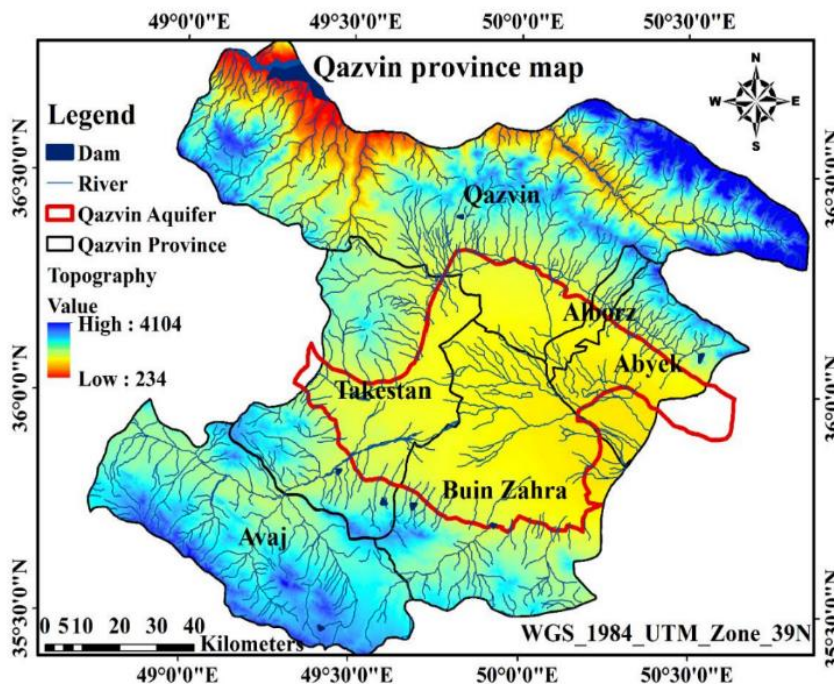 49°0'0"E 49°30'0"E 50°0'0"E 50°30'0"E
Qazvin province map
N
W E
S
Legend
Dam
River
Qazvin Aquifer
Qazvin Province
Topography
Value
High : 4104
Low : 234
36°30'0"N
36°30'0"N
Qazvin
Alborz
Abyek
36°0'0"N
36°0'0"N
Takestan
Buin Zahra
Avaj
35°30'0"N
35°30'0"N
0 5 10 20 30 40
Kilometers
WGS_1984_UTM_Zone_39N
49°0'0"E 49°30'0"E 50°0'0"E 50°30'0"E